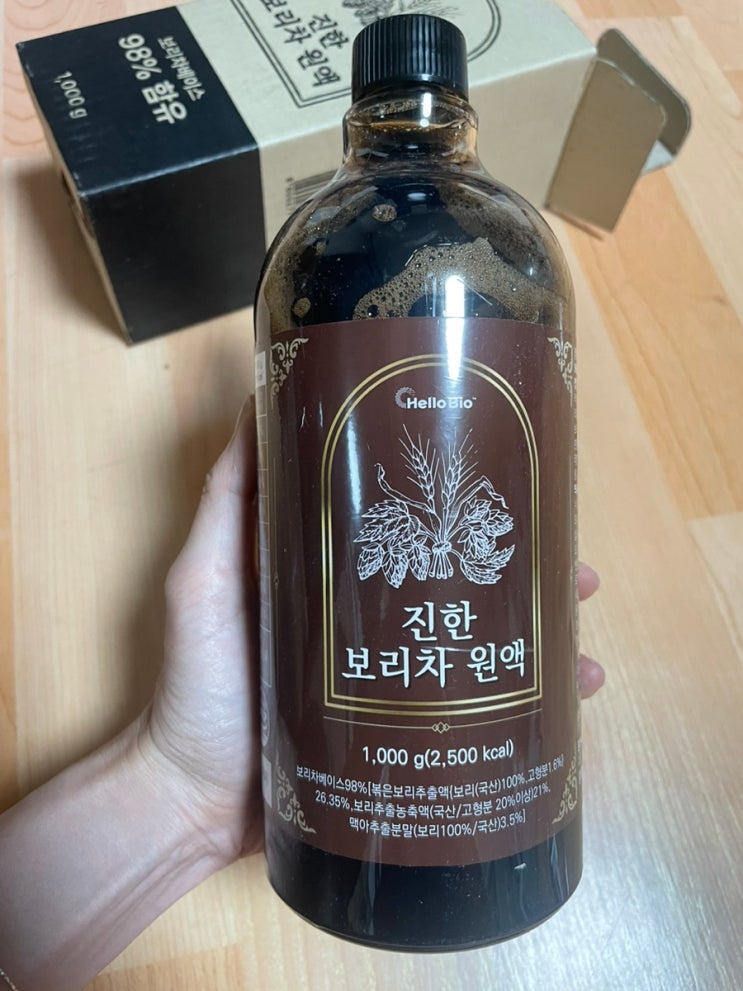 진한
보리차 원액
보리차베이스
98% 함유
1,000 g
HelloBio™
진한
보리차 원액
1,000 g(2,500 kcal)
보리차베이스98%[볶은보리추출액{보리(국산)100%,고형분1.6%}
26.35%,보리추출농축액(국산/고형분 20%이상)21%,
맥아추출분말(보리100%/국산)3.5%]